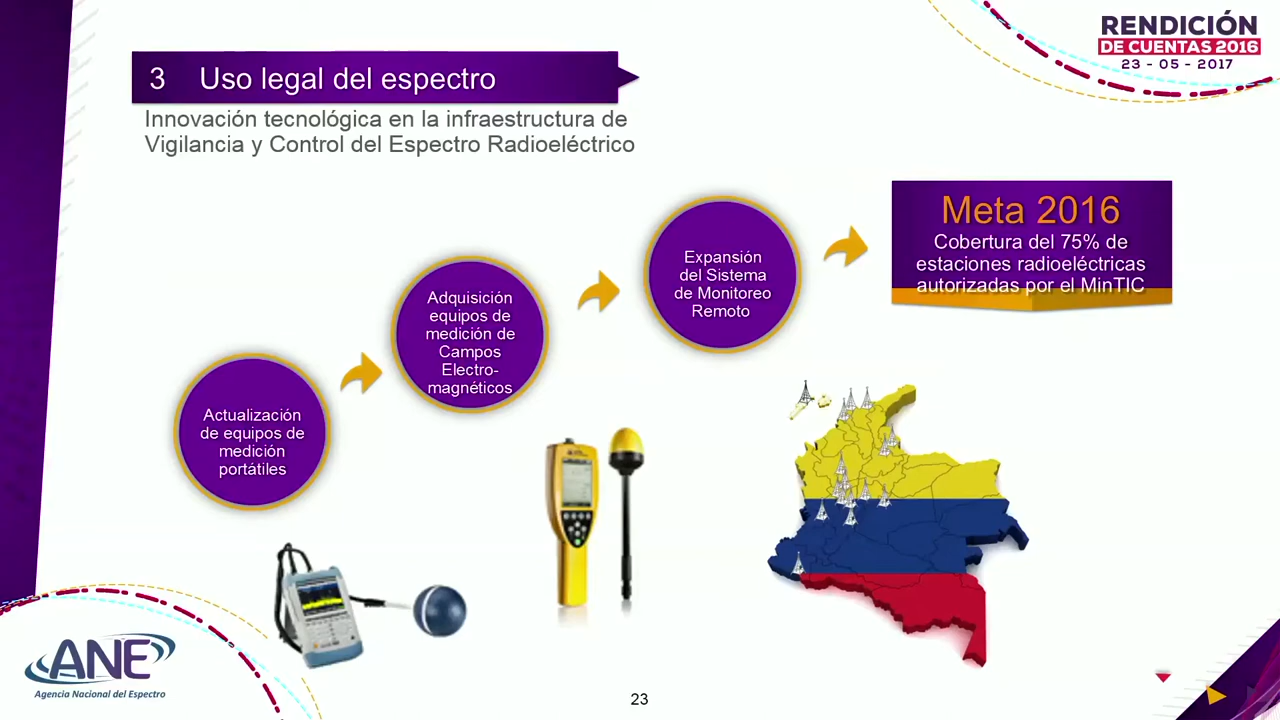 RENDICIÓN
DE CUENTAS 2016
23 - 05 - 2017
3 Uso legal del espectro
Innovación tecnológica en la infraestructura de
Vigilancia y Control del Espectro Radioeléctrico
Meta 2016
Cobertura del 75% de
estaciones radioeléctricas
autorizadas por el MinTIC
Expansión
del Sistema
de Monitoreo
Remoto
Adquisición
equipos de
medición de
Campos
Electro-
magnéticos
Actualización
de equipos de
medición
portátiles
ANE
Agencia Nacional del Espectro
23